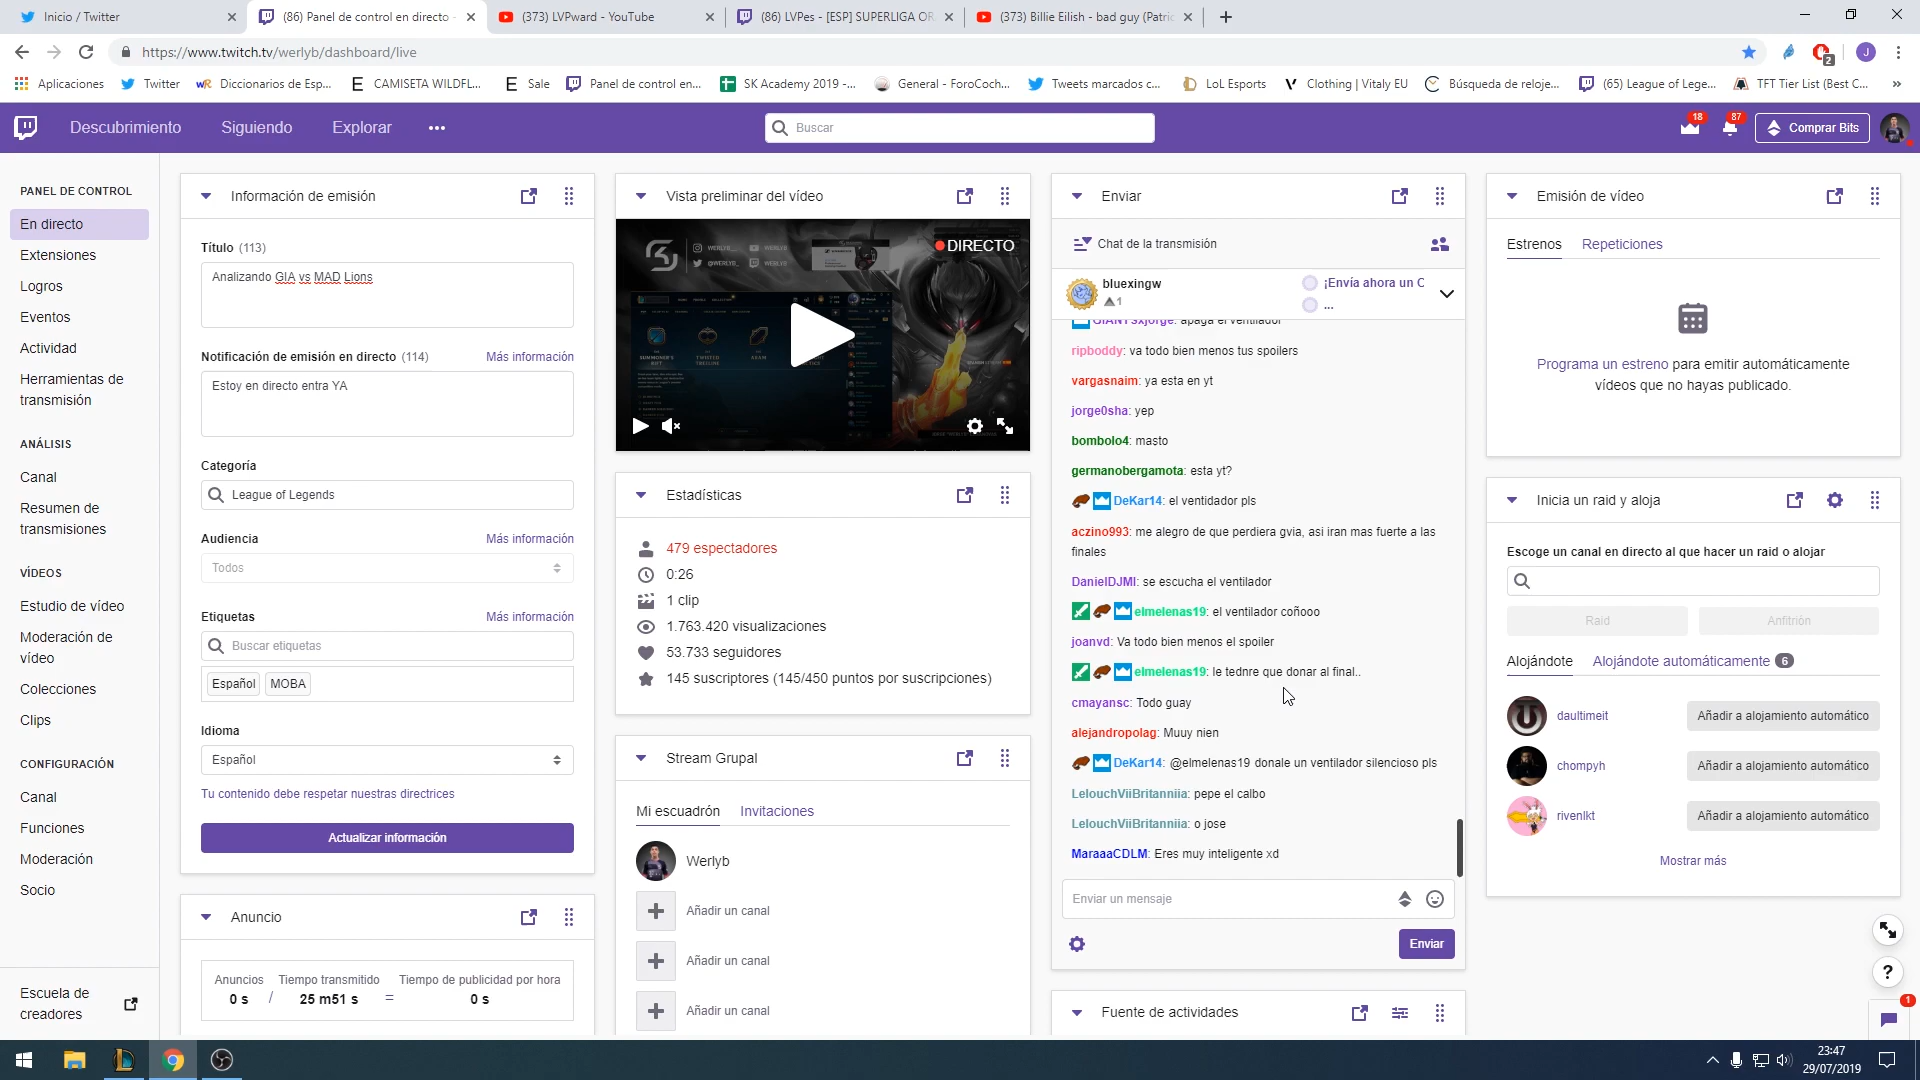 Inicio / Twitter
(86) Panel de control en directo -
(373) LVPward - YouTube
(86) LVPes - [ESP] SUPERLIGA OR
(373) Billie Eilish - bad guy (Patric
https://www.twitch.tv/werlyb/dashboard/live
J
2
Aplicaciones
Twitter
Diccionarios de Esp...
CAMISETA WILDFL...
Sale
Panel de control en...
SK Academy 2019 -...
General - ForoCoch...
Tweets marcados c...
LoL Esports
Clothing | Vitaly EU
Búsqueda de reloje...
(65) League of Lege...
TFT Tier List (Best C...
»
Descubrimiento
Siguiendo
Explorar
Buscar
18
87
Comprar Bits
PANEL DE CONTROL
En directo
Extensiones
Logros
Eventos
Actividad
Herramientas de
transmisión
ANÁLISIS
Canal
Resumen de
transmisiones
VÍDEOS
Estudio de vídeo
Moderación de
vídeo
Colecciones
Clips
CONFIGURACIÓN
Canal
Funciones
Moderación
Socio
Escuela de
creadores
Información de emisión
Título (113)
Analizando GIA vs MAD Lions
Notificación de emisión en directo (114)
Más información
Estoy en directo entra YA
Categoría
League of Legends
Audiencia
Más información
Todos
Etiquetas
Más información
Buscar etiquetas
Español
MOBA
Idioma
Español
Tu contenido debe respetar nuestras directrices
Actualizar información
Anuncio
Anuncios
Tiempo transmitido
Tiempo de publicidad por hora
0 s / 25 m51 s = 0 s
Vista preliminar del vídeo
DIRECTO
Estadísticas
479 espectadores
0:26
1 clip
1.763.420 visualizaciones
53.733 seguidores
145 suscriptores (145/450 puntos por suscripciones)
Stream Grupal
Mi escuadrón
Invitaciones
Werlyb
Añadir un canal
Añadir un canal
Añadir un canal
Enviar
Chat de la transmisión
bluexingw
1
¡Envía ahora un C
...
GIANTSxjorge: apaga el ventilador
ripboddy: va todo bien menos tus spoilers
vargasnaim: ya esta en yt
jorge0sha: yep
bombolo4: masto
germanobergamota: esta yt?
DeKar14: el ventidador pls
aczino993: me alegro de que perdiera gvia, asi iran mas fuerte a las
finales
DanielDJMI: se escucha el ventilador
elmelenas19: el ventilador coñooo
joanvd: Va todo bien menos el spoiler
elmelenas19: le tednre que donar al final..
cmayansc: Todo guay
alejandropolag: Muuy nien
DeKar14: @elmelenas19 donale un ventilador silencioso pls
LelouchViiBritanniia: pepe el calbo
LelouchViiBritanniia: o jose
MaraaaCDLM: Eres muy inteligente xd
Enviar un mensaje
Enviar
Fuente de actividades
Emisión de vídeo
Estrenos
Repeticiones
Programa un estreno para emitir automáticamente
vídeos que no hayas publicado.
Inicia un raid y aloja
Escoge un canal en directo al que hacer un raid o alojar
Raid
Anfitrión
Alojándote
Alojándote automáticamente 6
daultimeit
Añadir a alojamiento automático
chompyh
Añadir a alojamiento automático
rivenlkt
Añadir a alojamiento automático
Mostrar más
?
1
23:47
29/07/2019